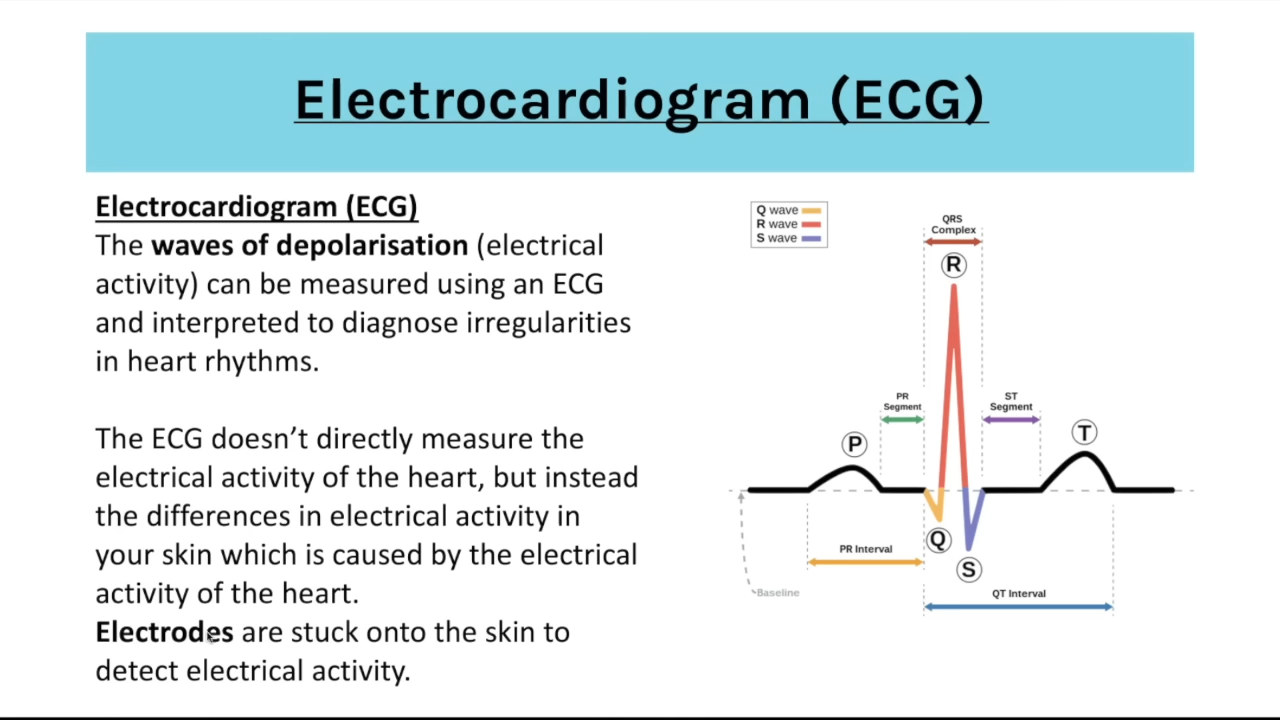 Electrocardiogram (ECG)
Electrocardiogram (ECG)
The waves of depolarisation (electrical
activity) can be measured using an ECG
and interpreted to diagnose irregularities
in heart rhythms.
The ECG doesn’t directly measure the
electrical activity of the heart, but instead
the differences in electrical activity in
your skin which is caused by the electrical
activity of the heart.
Electrodes are stuck onto the skin to
detect electrical activity.
Q wave
R wave
S wave
QRS
Complex
R
PR
Segment
ST
Segment
P
T
Q
PR Interval
S
Baseline
QT Interval